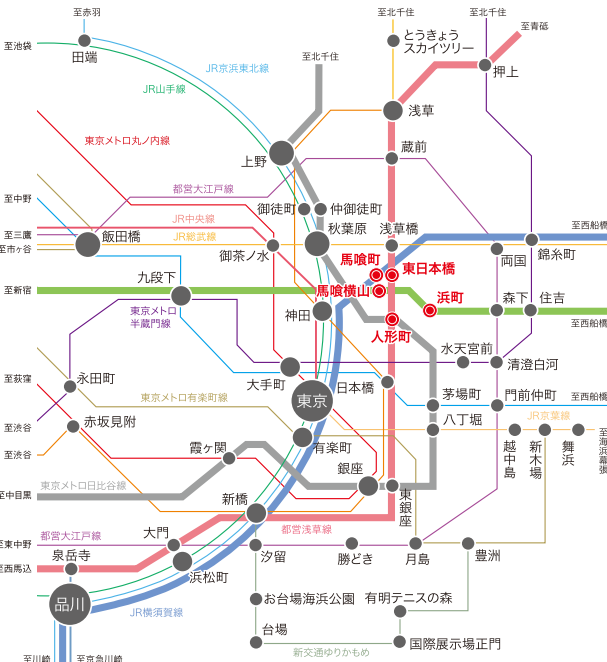 至赤羽
至北千住
至北千住
至青砥
至池袋
田端
とうきょう
スカイツリー
至北千住
JR京浜東北線
押上
JR山手線
浅草
東京メトロ丸ノ内線
上野
蔵前
都営大江戸線
至中野
御徒町
仲御徒町
JR中央線
至三鷹
飯田橋
JR総武線
秋葉原
浅草橋
至西船橋
至市ヶ谷
御茶ノ水
両国
錦糸町
馬喰町
東日本橋
九段下
至新宿
馬喰横山
浜町
森下
住吉
東京メトロ
半蔵門線
神田
至西船橋
人形町
水天宮前
清澄白河
至荻窪
永田町
大手町
日本橋
東京メトロ有楽町線
東京
茅場町
門前仲町
至西船橋
赤坂見附
八丁堀
JR京葉線
至渋谷
至渋谷
霞ヶ関
有楽町
越中島
新木場
舞浜
至海浜幕張
銀座
東京メトロ日比谷線
至中目黒
新橋
東銀座
都営浅草線
都営大江戸線
大門
至東中野
泉岳寺
汐留
勝どき
月島
豊洲
至西馬込
浜松町
品川
JR横須賀線
お台場海浜公園
有明テニスの森
台場
国際展示場正門
新交通ゆりかもめ
至川崎
至京急川崎